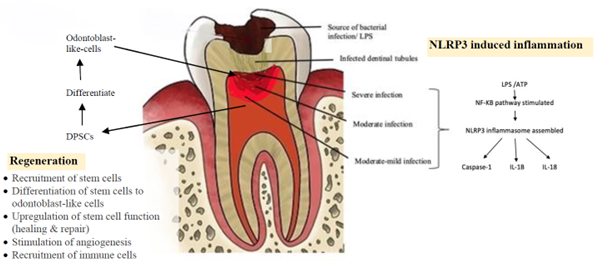 Odontoblast-
like-cells
Differentiate
DPSCs
Regeneration
• Recruitment of stem cells
• Differentiation of stem cells to
odontoblast-like cells
• Upregulation of stem cell function
(healing & repair)
• Stimulation of angiogenesis
• Recruitment of immune cells
Source of bacterial
infection/ LPS
Infected dentinal tubules
Severe infection
Moderate infection
Moderate-mild infection
NLRP3 induced inflammation
LPS /ATP
NF-KB pathway stimulated
NLRP3 inflammasome assembled
Caspase-1 IL-1B IL-18